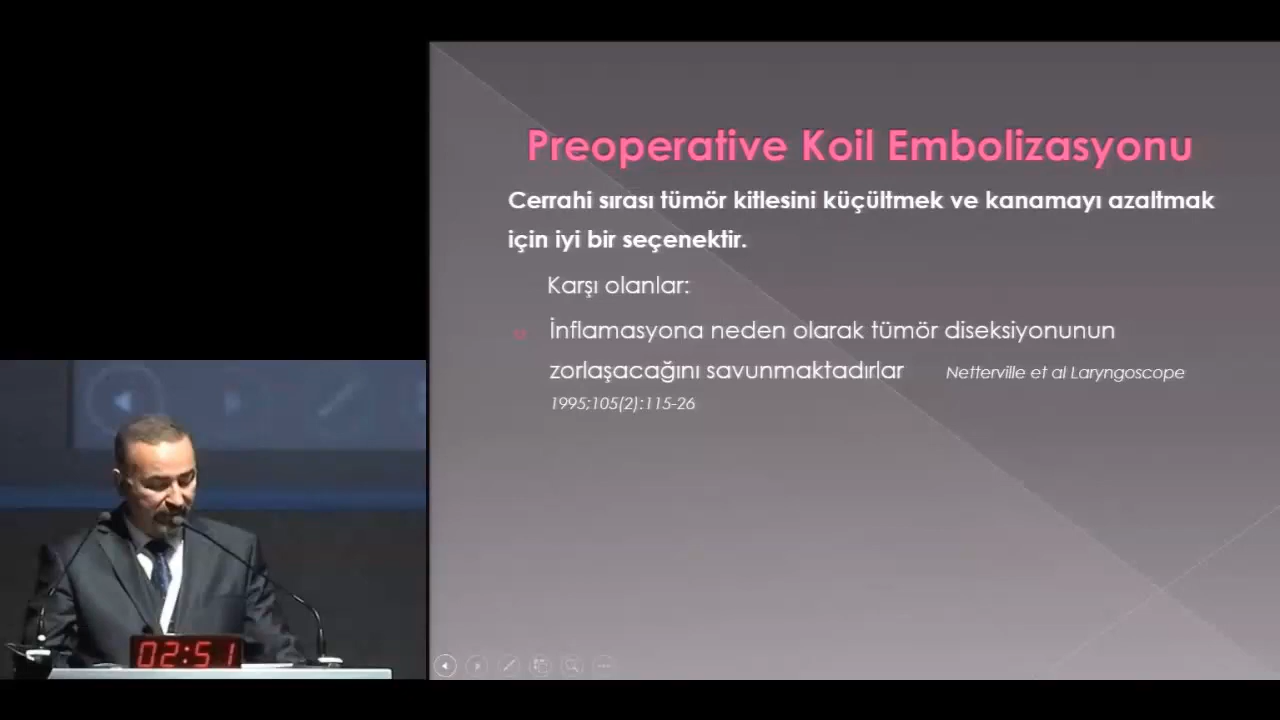 Preoperative Koil Embolizasyonu
Cerrahi sırası tümör kitlesini küçültmek ve kanamayı azaltmak
için iyi bir seçenektir.
Karşı olanlar:
İnflamasyona neden olarak tümör diseksiyonunun
zorlaşacağını savunmaktadırlar Netterville et al Laryngoscope
1995;105(2):115-26
02:51